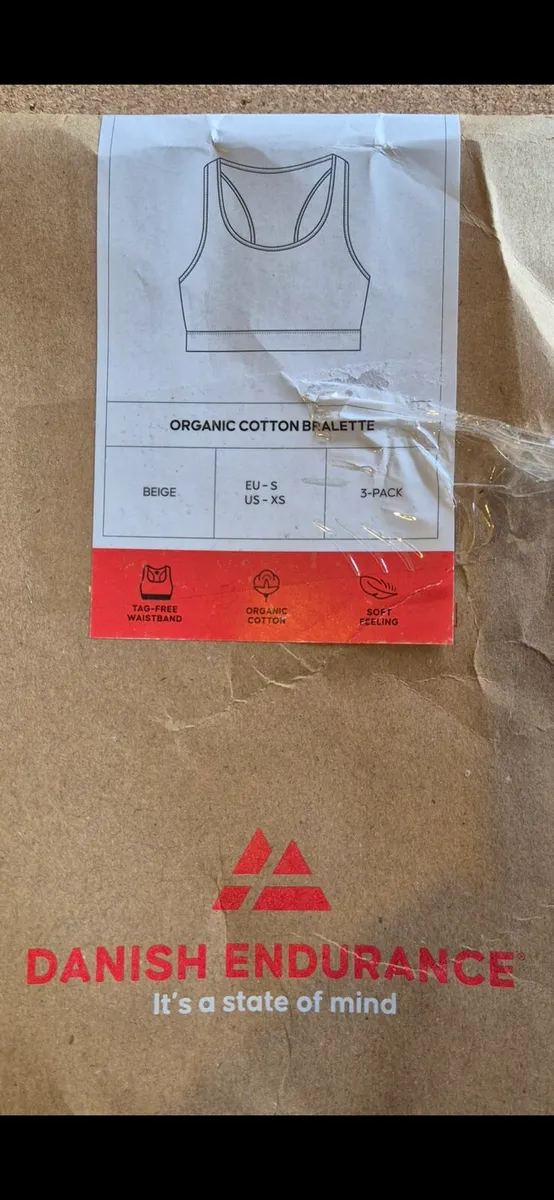 ORGANIC COTTON BRALETTE
BEIGE
EU - S
US - XS
3-PACK
TAG-FREE
WAISTBAND
ORGANIC
COTTON
SOFT
FEELING
DANISH ENDURANCE®
It's a state of mind